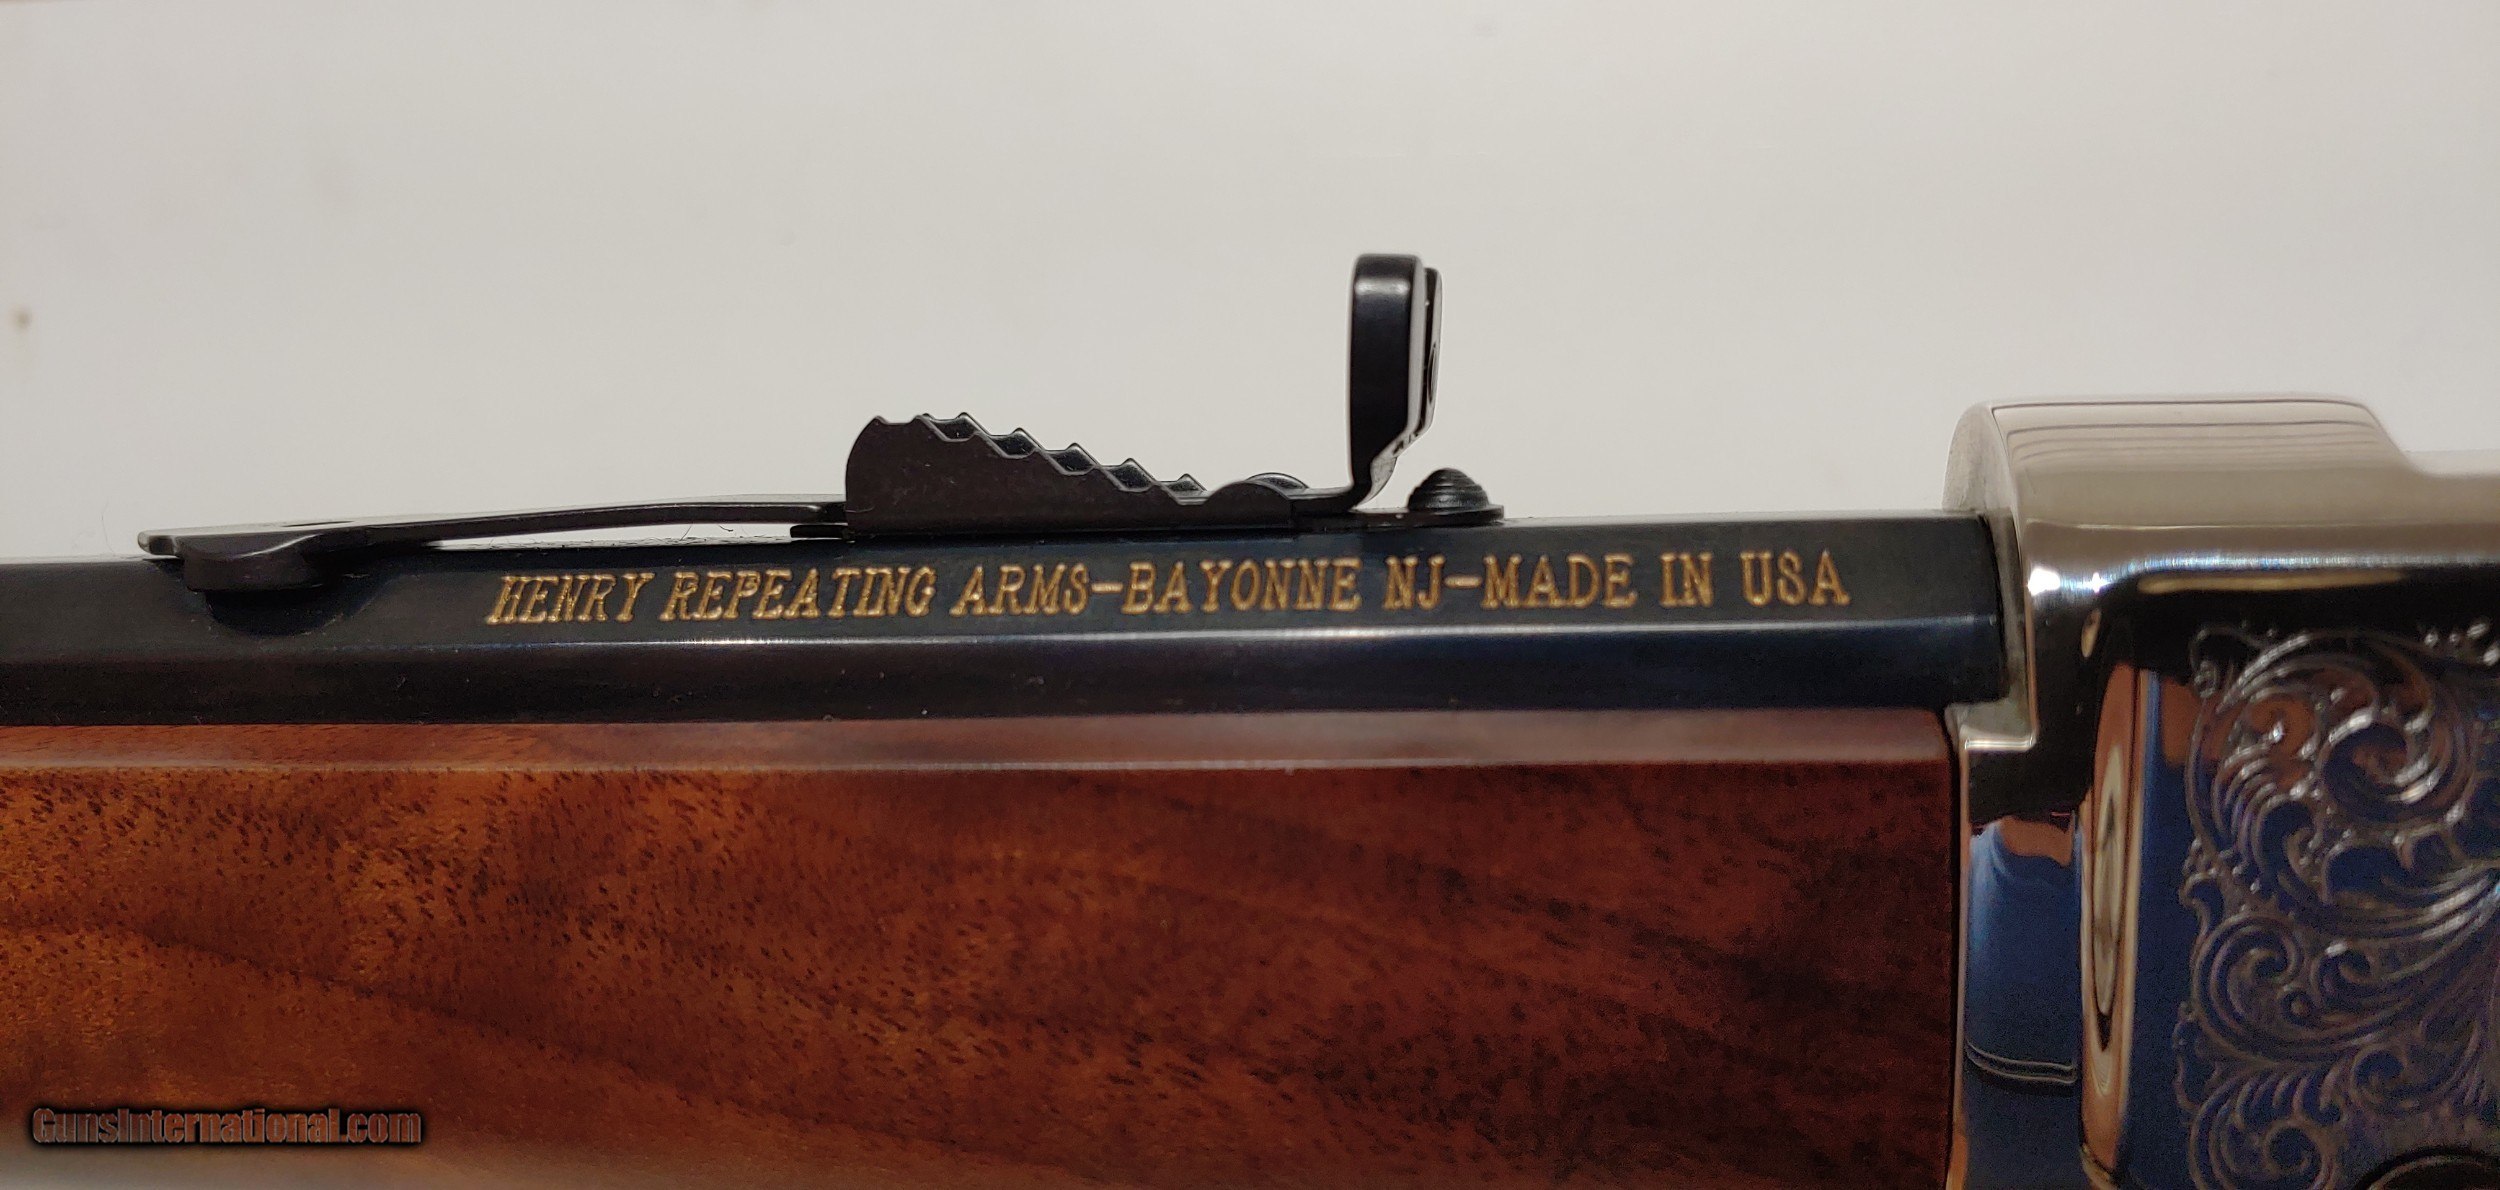 HENRY REPEATING ARMS-BAYONNE NJ-MADE IN USA
GunsInternational.com